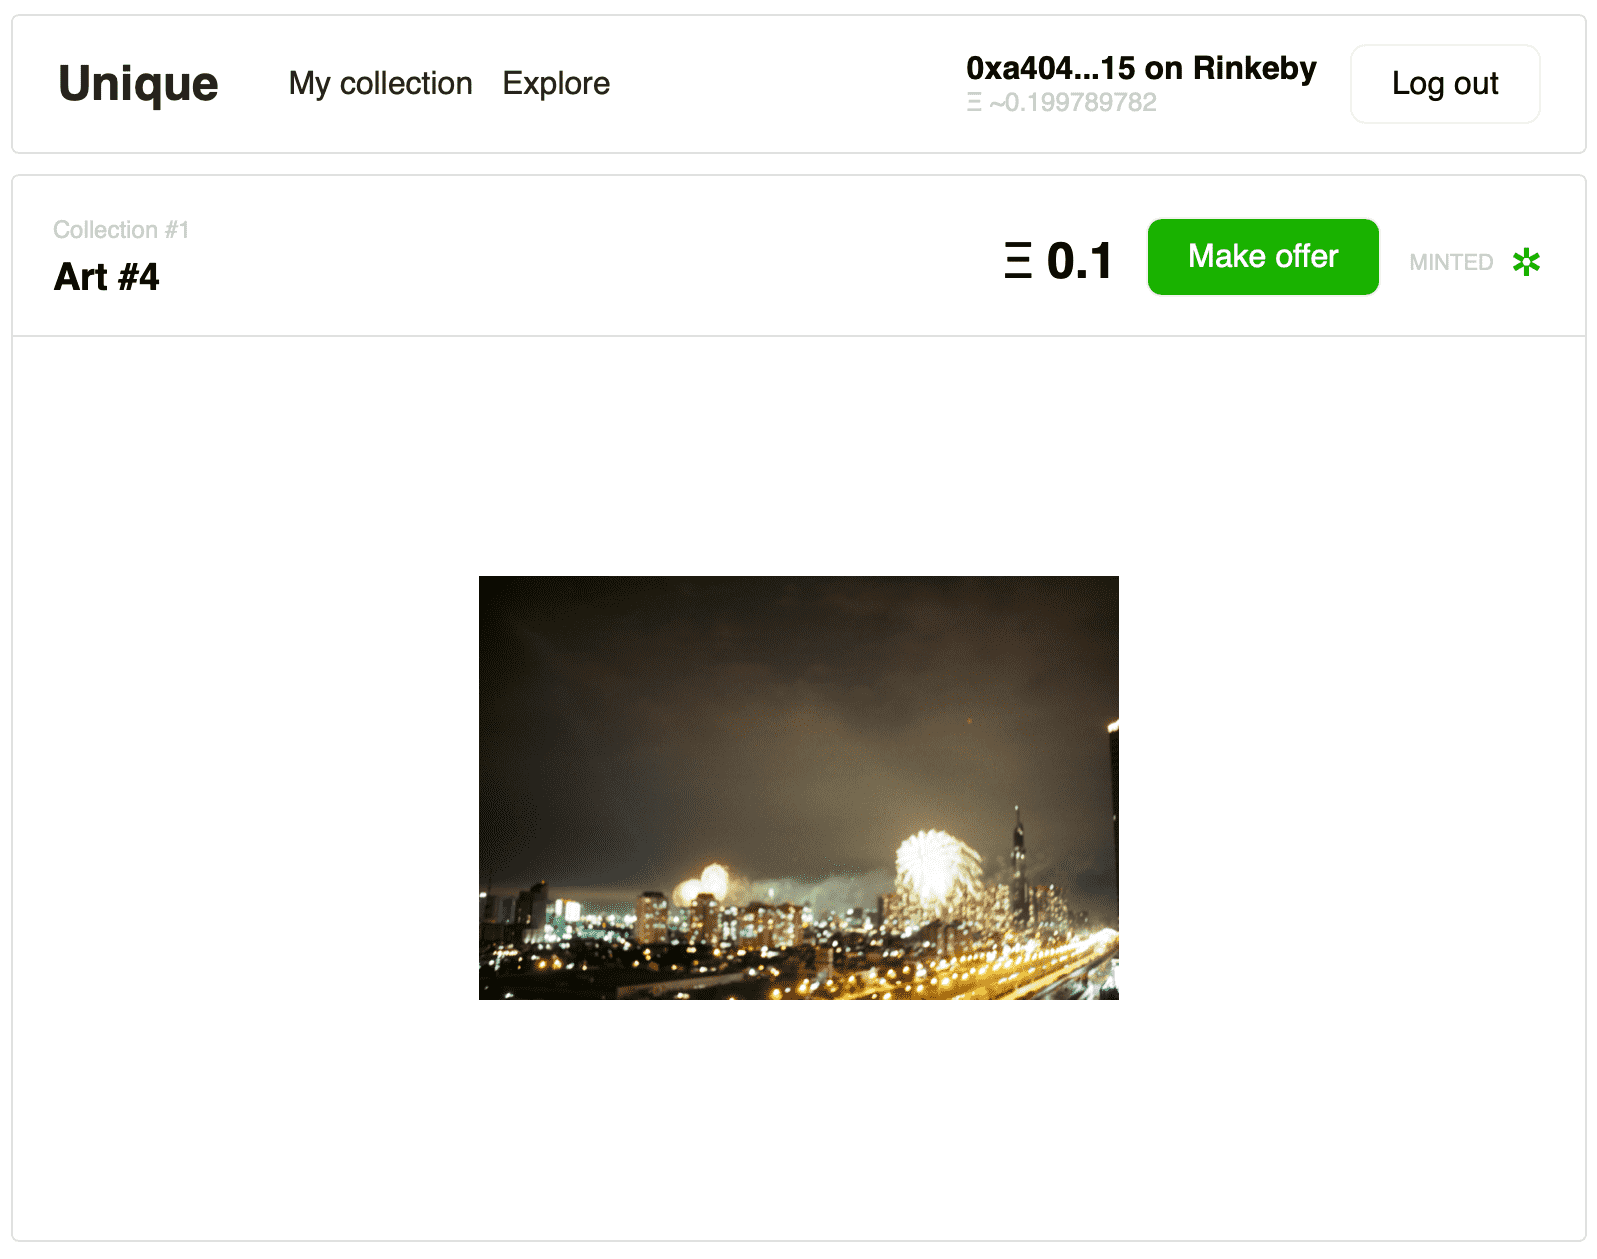 Unique
My collection
Explore
0xa404...15 on Rinkeby
Ξ ~0.199789782
Log out
Collection #1
Art #4
Ξ 0.1
Make offer
MINTED